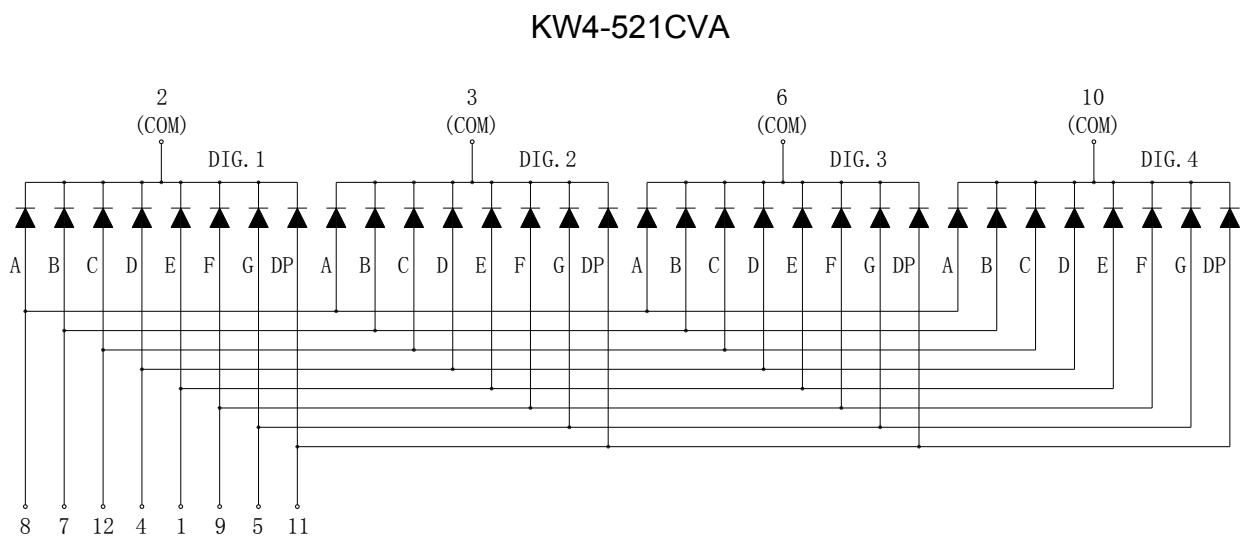 KW4-521CVA
2 3 6 10
(COM) (COM) (COM) (COM)
DIG.1 DIG.2 DIG.3 DIG.4
A B C D E F G DP A B C D E F G DP A B C D E F G DP A B C D E F G DP
8 7 12 4 1 9 5 11